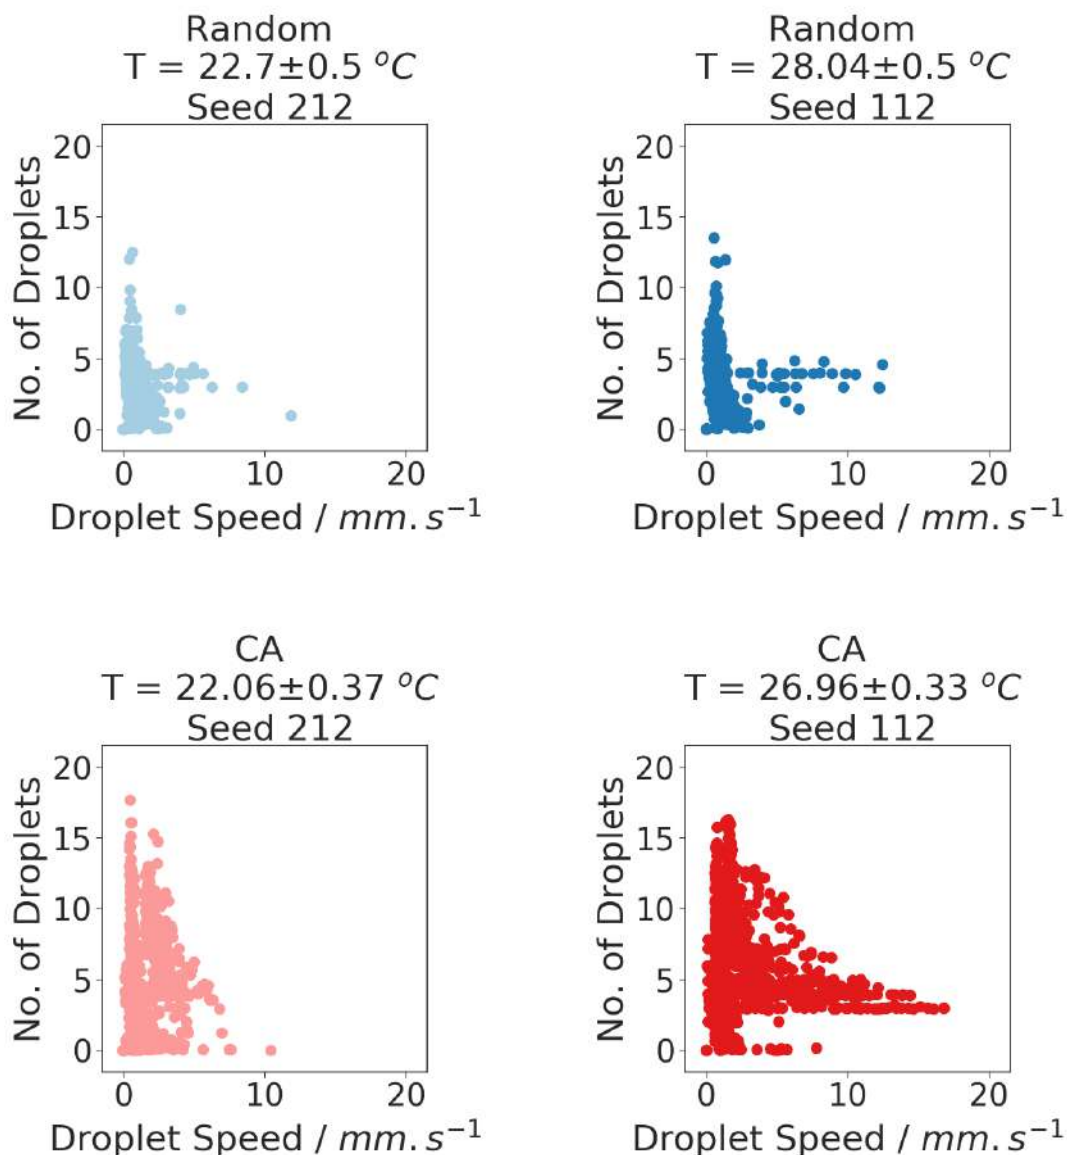 Random
T = 22.7±0.5 °C
Seed 212
20
15
10
5
0
No. of Droplets
0 10 20
Droplet Speed / mm.s⁻¹
Random
T = 28.04±0.5 °C
Seed 112
20
15
10
5
0
No. of Droplets
0 10 20
Droplet Speed / mm.s⁻¹
CA
T = 22.06±0.37 °C
Seed 212
20
15
10
5
0
No. of Droplets
0 10 20
Droplet Speed / mm.s⁻¹
CA
T = 26.96±0.33 °C
Seed 112
20
15
10
5
0
No. of Droplets
0 10 20
Droplet Speed / mm.s⁻¹